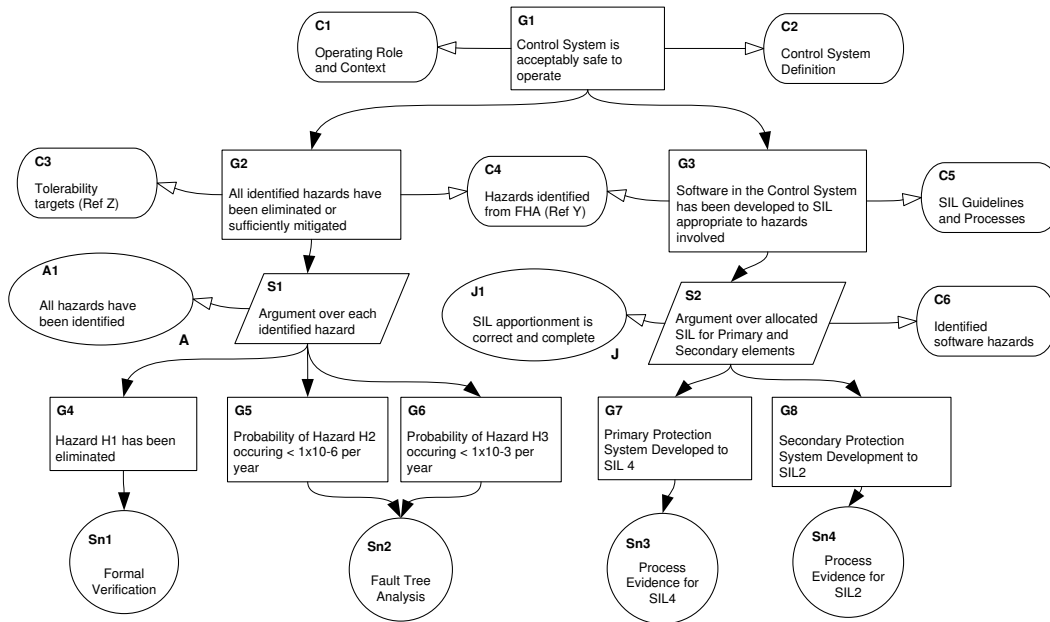 C1
Operating Role
and Context
G1
Control System is
acceptably safe to
operate
C2
Control System
Definition
C3
Tolerability
targets (Ref Z)
G2
All identified hazards have
been eliminated or
sufficiently mitigated
C4
Hazards identified
from FHA (Ref Y)
G3
Software in the Control System
has been developed to SIL
appropriate to hazards
involved
C5
SIL Guidelines
and Processes
A1
All hazards have
been identified
A
S1
Argument over each
identified hazard
J1
SIL apportionment is
correct and complete
J
S2
Argument over allocated
SIL for Primary and
Secondary elements
C6
Identified
software hazards
G4
Hazard H1 has been
eliminated
G5
Probability of Hazard H2
occuring < 1x10-6 per
year
G6
Probability of Hazard H3
occuring < 1x10-3 per
year
G7
Primary Protection
System Developed to
SIL 4
G8
Secondary Protection
System Development to
SIL2
Sn1
Formal
Verification
Sn2
Fault Tree
Analysis
Sn3
Process
Evidence for
SIL4
Sn4
Process
Evidence for
SIL2